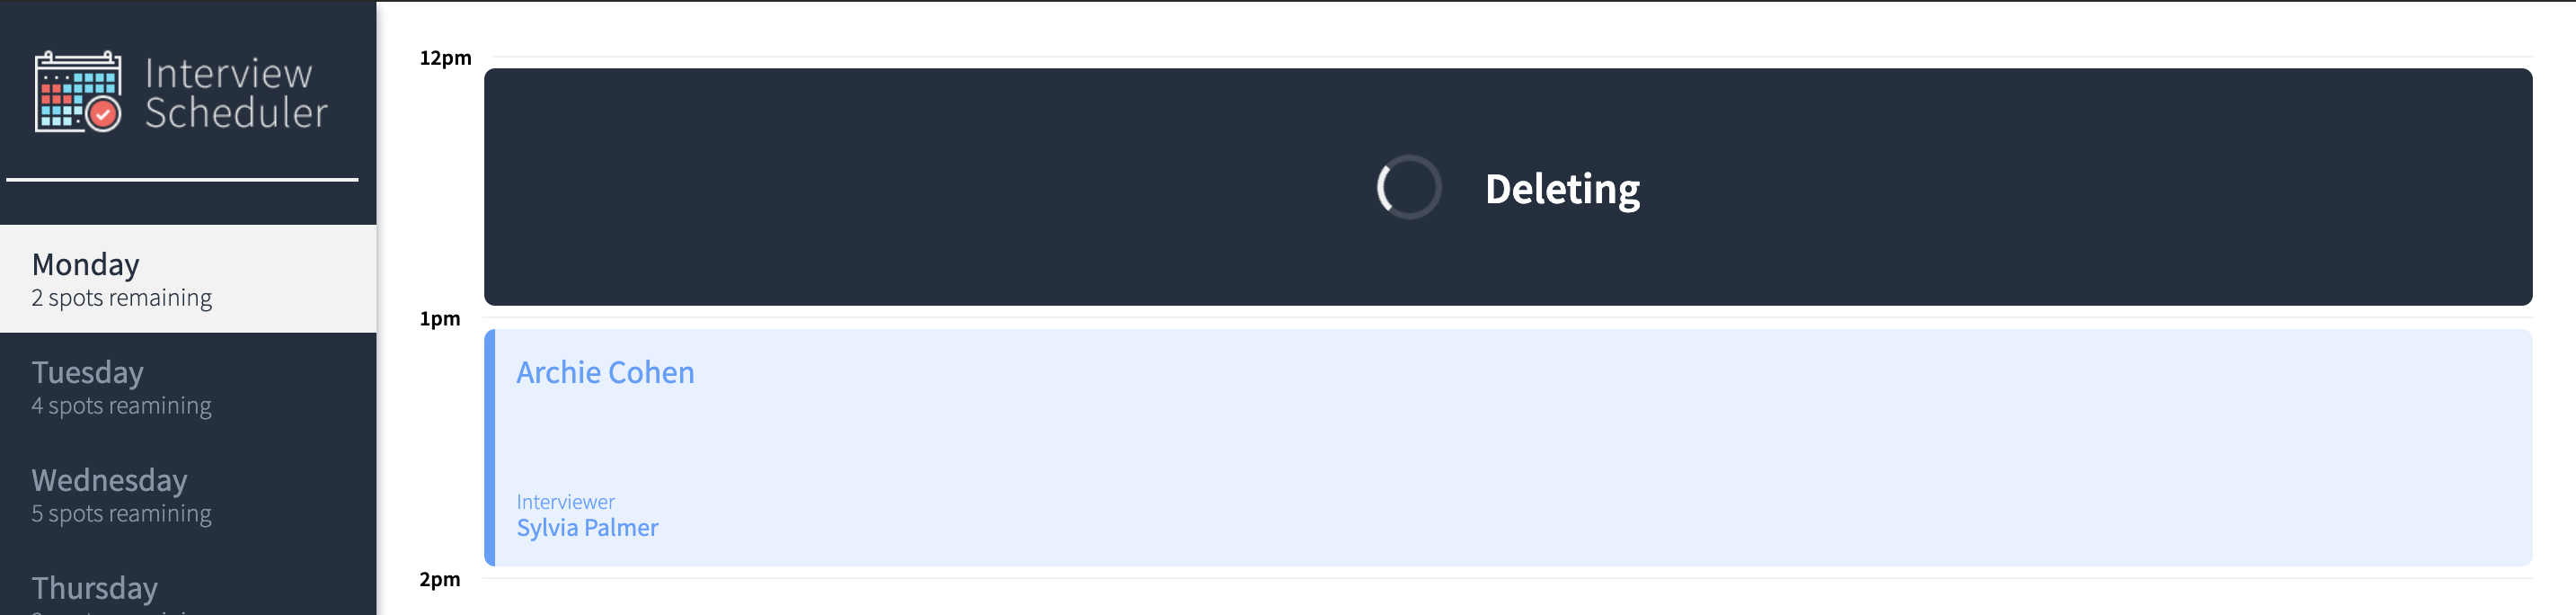 Interview
Scheduler
Monday
2 spots remaining
Tuesday
4 spots reamining
Wednesday
5 spots reamining
Thursday
12pm
Deleting
1pm
Archie Cohen
Interviewer
Sylvia Palmer
2pm